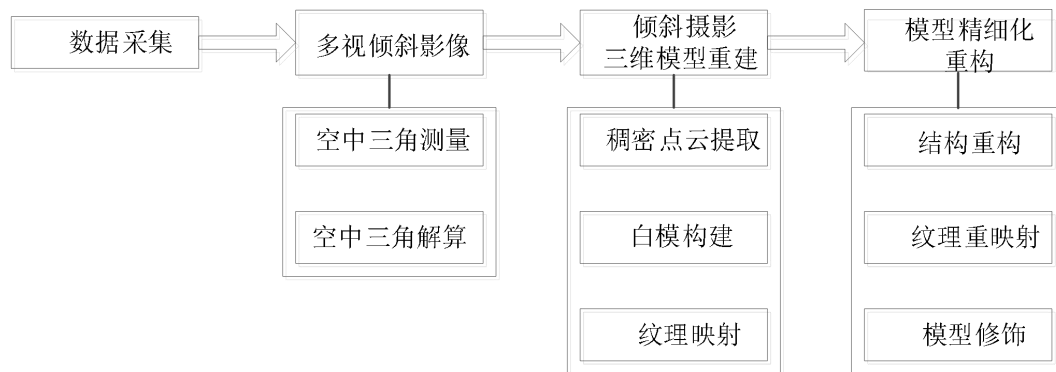 数据采集
多视倾斜影像
倾斜摄影
三维模型重建
模型精细化
重构
空中三角测量
稠密点云提取
结构重构
空中三角解算
白模构建
纹理重映射
纹理映射
模型修饰